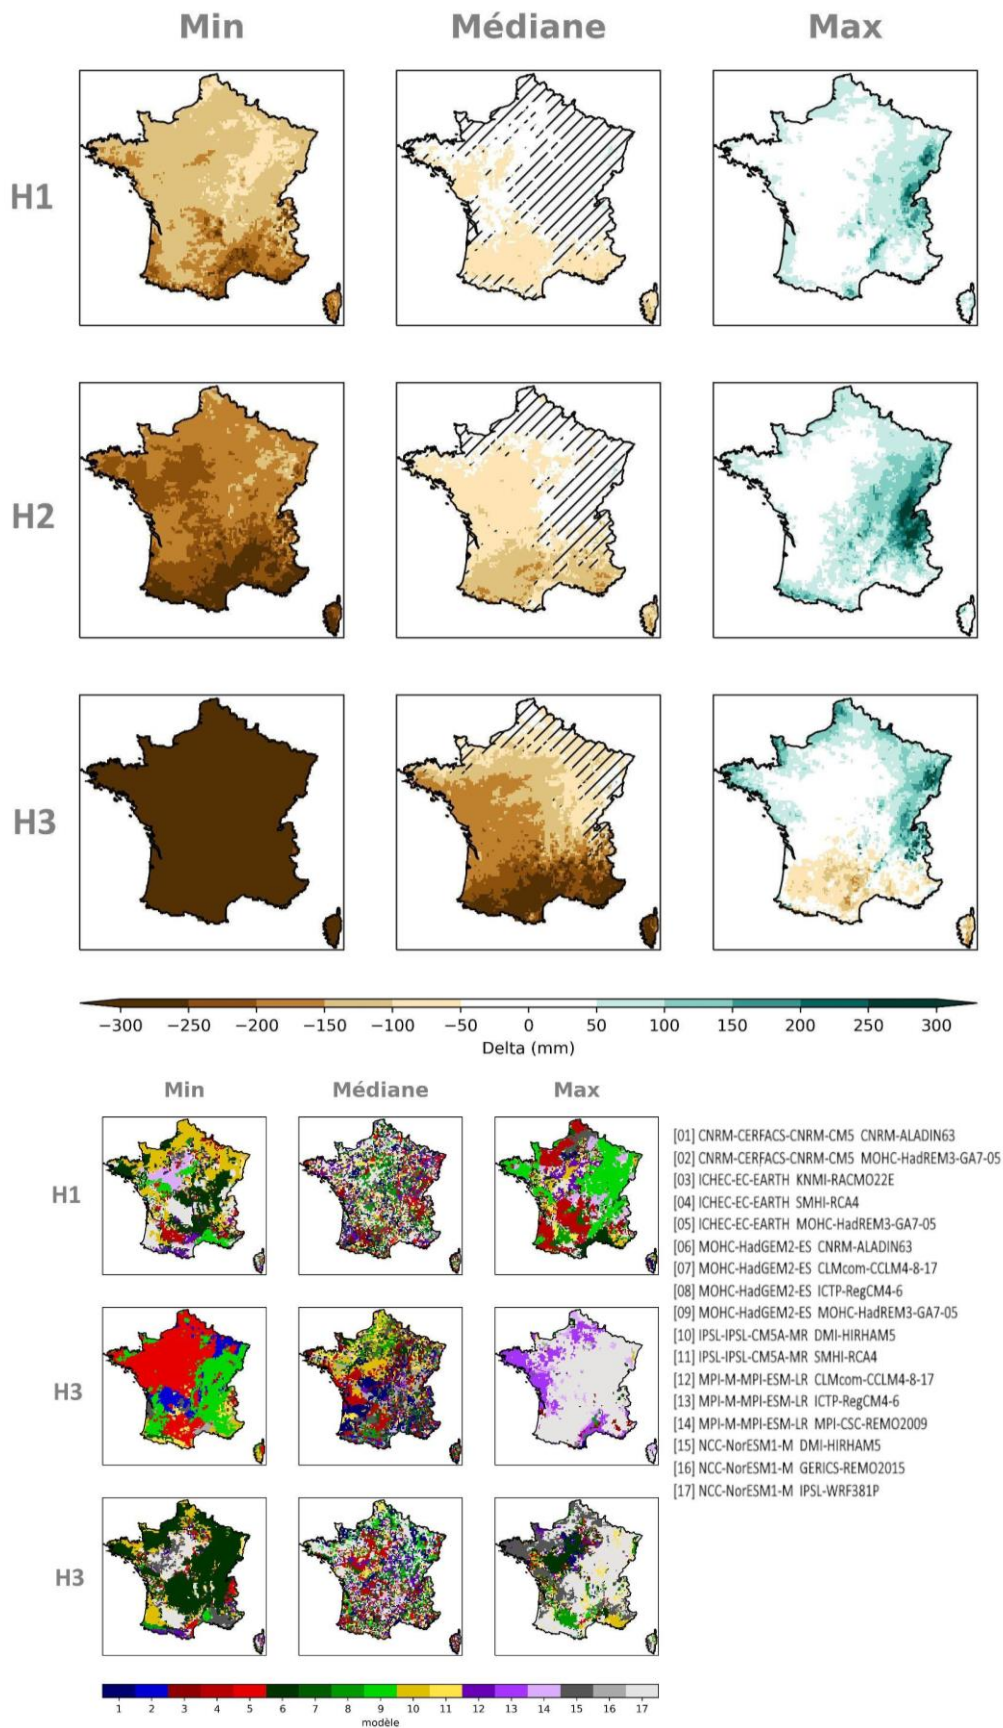 Min Médiane Max
H1
H2
H3
−300 −250 −200 −150 −100 −50 0 50 100 150 200 250 300
Delta (mm)
Min Médiane Max
H1
H3
H3
[01] CNRM-CERFACS-CNRM-CM5 CNRM-ALADIN63
[02] CNRM-CERFACS-CNRM-CM5 MOHC-HadREM3-GA7-05
[03] ICHEC-EC-EARTH KNMI-RACMO22E
[04] ICHEC-EC-EARTH SMHI-RCA4
[05] ICHEC-EC-EARTH MOHC-HadREM3-GA7-05
[06] MOHC-HadGEM2-ES CNRM-ALADIN63
[07] MOHC-HadGEM2-ES CLMcom-CCLM4-8-17
[08] MOHC-HadGEM2-ES ICTP-RegCM4-6
[09] MOHC-HadGEM2-ES MOHC-HadREM3-GA7-05
[10] IPSL-IPSL-CM5A-MR DMI-HIRHAM5
[11] IPSL-IPSL-CM5A-MR SMHI-RCA4
[12] MPI-M-MPI-ESM-LR CLMcom-CCLM4-8-17
[13] MPI-M-MPI-ESM-LR ICTP-RegCM4-6
[14] MPI-M-MPI-ESM-LR MPI-CSC-REMO2009
[15] NCC-NorESM1-M DMI-HIRHAM5
[16] NCC-NorESM1-M GERICS-REMO2015
[17] NCC-NorESM1-M IPSL-WRF381P
1 2 3 4 5 6 7 8 9 10 11 12 13 14 15 16 17
modèle